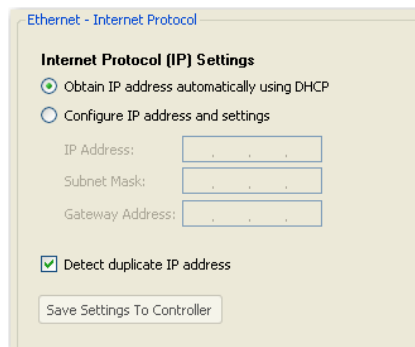 Ethernet - Internet Protocol
Internet Protocol (IP) Settings
Obtain IP address automatically using DHCP
Configure IP address and settings
IP Address: . . .
Subnet Mask: . . .
Gateway Address: . . .
Detect duplicate IP address
Save Settings To Controller